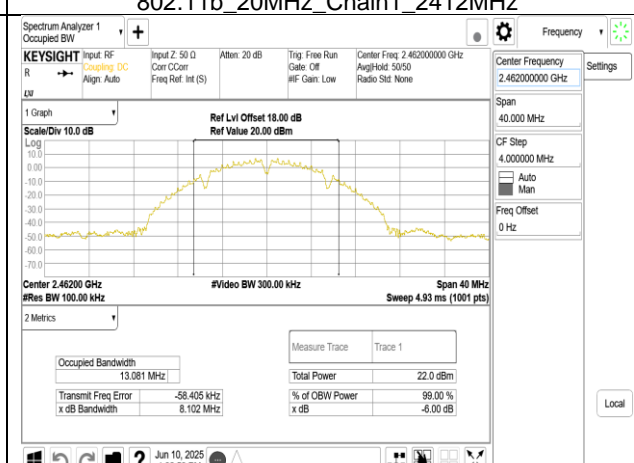 802.11b_20MHz_Chain1_2412MHz
Spectrum Analyzer 1
Occupied BW
+
Frequency
KEYSIGHT
R
LXI
Input: RF
Coupling: DC
Align: Auto
Input Z: 50 Ω
Corr CCorr
Freq Ref: Int (S)
Atten: 20 dB
Trig: Free Run
Gate: Off
#IF Gain: Low
Center Freq: 2.462000000 GHz
Avg|Hold: 50/50
Radio Std: None
Center Frequency
2.462000000 GHz
Settings
Span
40.000 MHz
CF Step
4.000000 MHz
Auto
Man
Freq Offset
0 Hz
1 Graph
Scale/Div 10.0 dB
Ref Lvl Offset 18.00 dB
Ref Value 20.00 dBm
Log
10.0
0.00
-10.0
-20.0
-30.0
-40.0
-50.0
-60.0
-70.0
Center 2.46200 GHz
#Res BW 100.00 kHz
#Video BW 300.00 kHz
Span 40 MHz
Sweep 4.93 ms (1001 pts)
2 Metrics
Measure Trace Trace 1
Occupied Bandwidth
13.081 MHz
Total Power 22.0 dBm
Transmit Freq Error -58.405 kHz
% of OBW Power 99.00 %
x dB Bandwidth 8.102 MHz
x dB -6.00 dB
Local
?
Jun 10, 2025